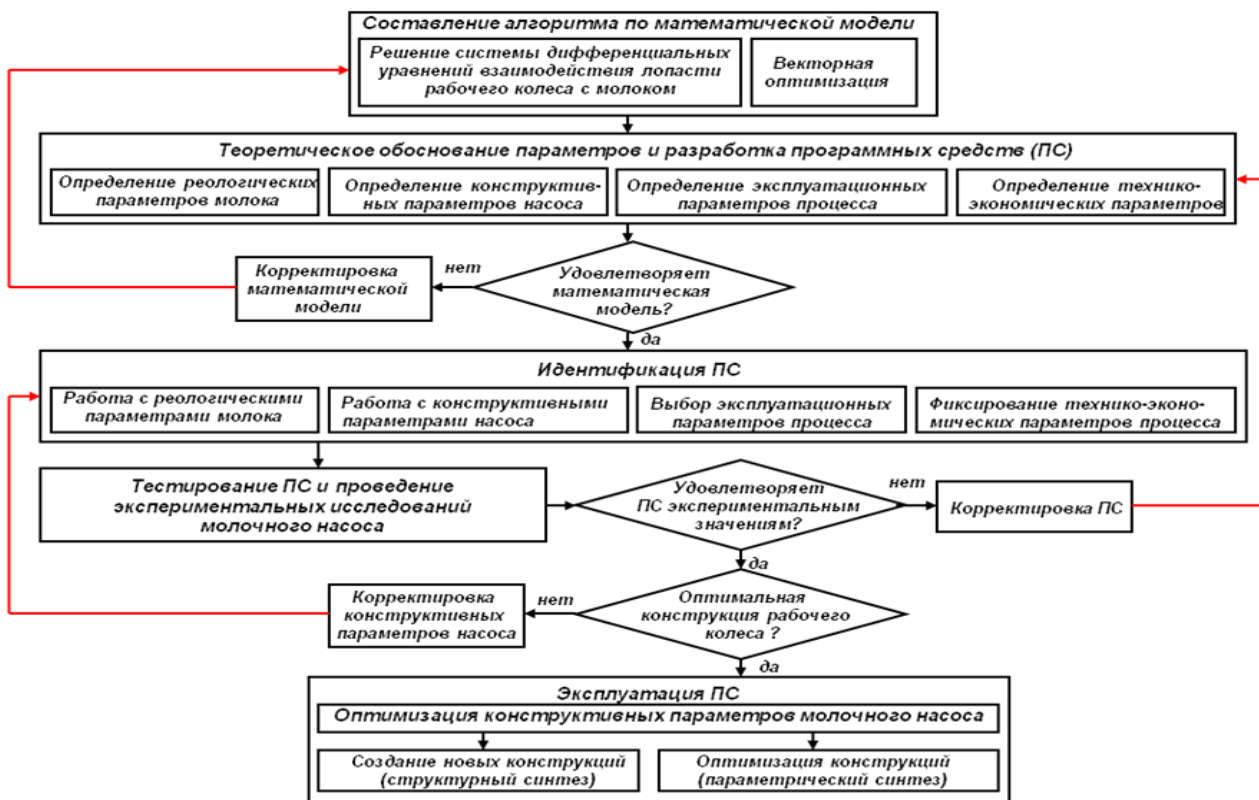 Составление алгоритма по математической модели
Решение системы дифференциальных
уравнений взаимодействия лопасти
рабочего колеса с молоком
Векторная
оптимизация
Теоретическое обоснование параметров и разработка программных средств (ПС)
Определение реологических
параметров молока
Определение конструктив-
ных параметров насоса
Определение эксплуатационных
параметров процесса
Определение технико-
экономических параметров
Корректировка
математической
модели
нет
Удовлетворяет
математическая
модель?
да
Идентификация ПС
Работа с реологическими
параметрами молока
Работа с конструктивными
параметрами насоса
Выбор эксплуатационных
параметров процесса
Фиксирование технико-эконо-
мических параметров процесса
Тестирование ПС и проведение
экспериментальных исследований
молочного насоса
Удовлетворяет
ПС экспериментальным
значениям?
нет
Корректировка ПС
да
Корректировка
конструктивных
параметров насоса
нет
Оптимальная
конструкция рабочего
колеса ?
да
Эксплуатация ПС
Оптимизация конструктивных параметров молочного насоса
Создание новых конструкций
(структурный синтез)
Оптимизация конструкций
(параметрический синтез)